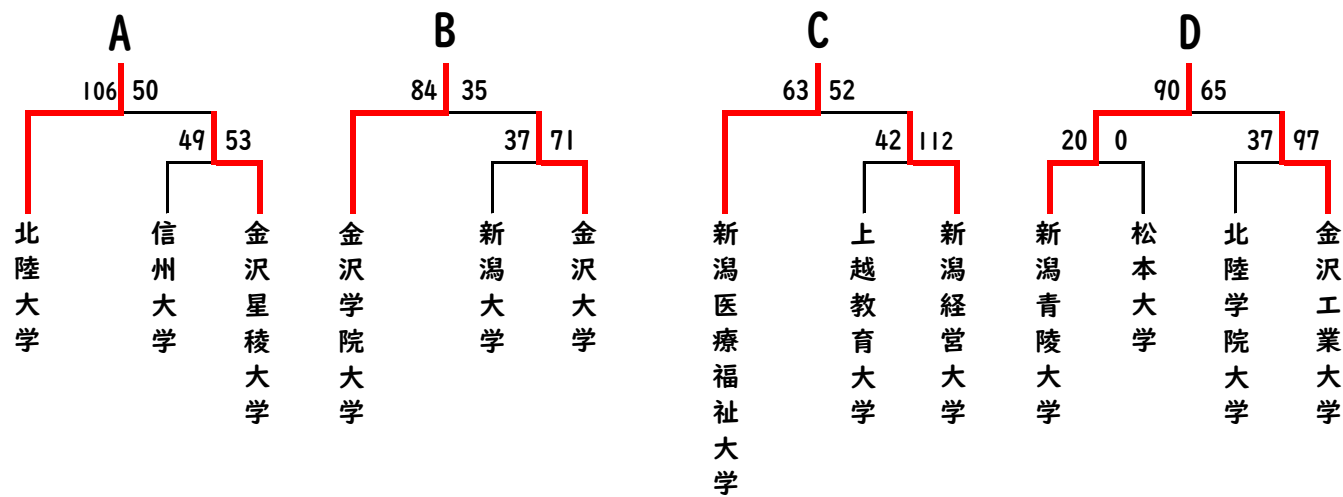 A
B
C
D
106 50
84 35
63 52
90 65
49 53
37 71
42 112
20 0
37 97
北陸大学
信州大学
金沢星稜大学
金沢学院大学
新潟大学
金沢大学
新潟医療福祉大学
上越教育大学
新潟経営大学
新潟青陵大学
松本大学
北陸学院大学
金沢工業大学